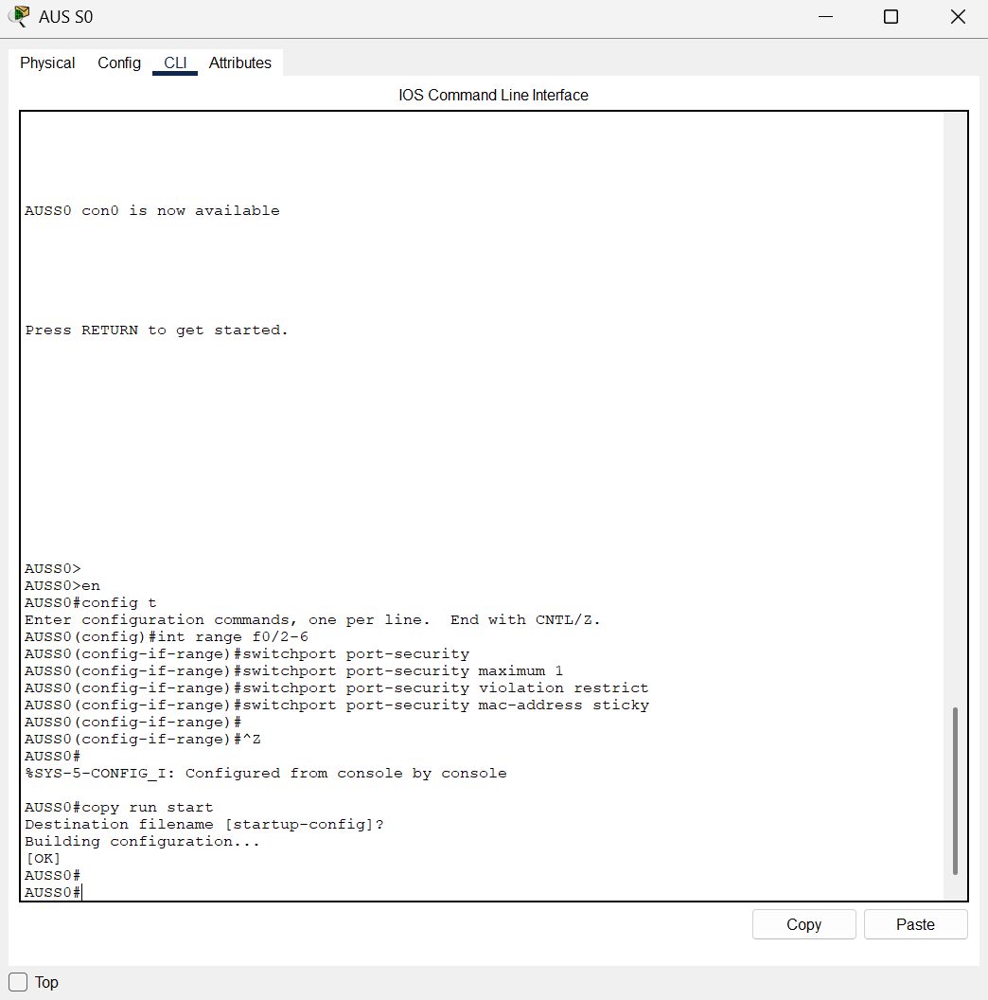 AUS S0
Physical Config CLI Attributes
IOS Command Line Interface
AUSS0 con0 is now available
Press RETURN to get started.
AUSS0>
AUSS0>en
AUSS0#config t
Enter configuration commands, one per line.  End with CNTL/Z.
AUSS0(config)#int range f0/2-6
AUSS0(config-if-range)#switchport port-security
AUSS0(config-if-range)#switchport port-security maximum 1
AUSS0(config-if-range)#switchport port-security violation restrict
AUSS0(config-if-range)#switchport port-security mac-address sticky
AUSS0(config-if-range)#
AUSS0(config-if-range)#^Z
AUSS0#
%SYS-5-CONFIG_I: Configured from console by console
AUSS0#copy run start
Destination filename [startup-config]?
Building configuration...
[OK]
AUSS0#
AUSS0#
Copy Paste
Top